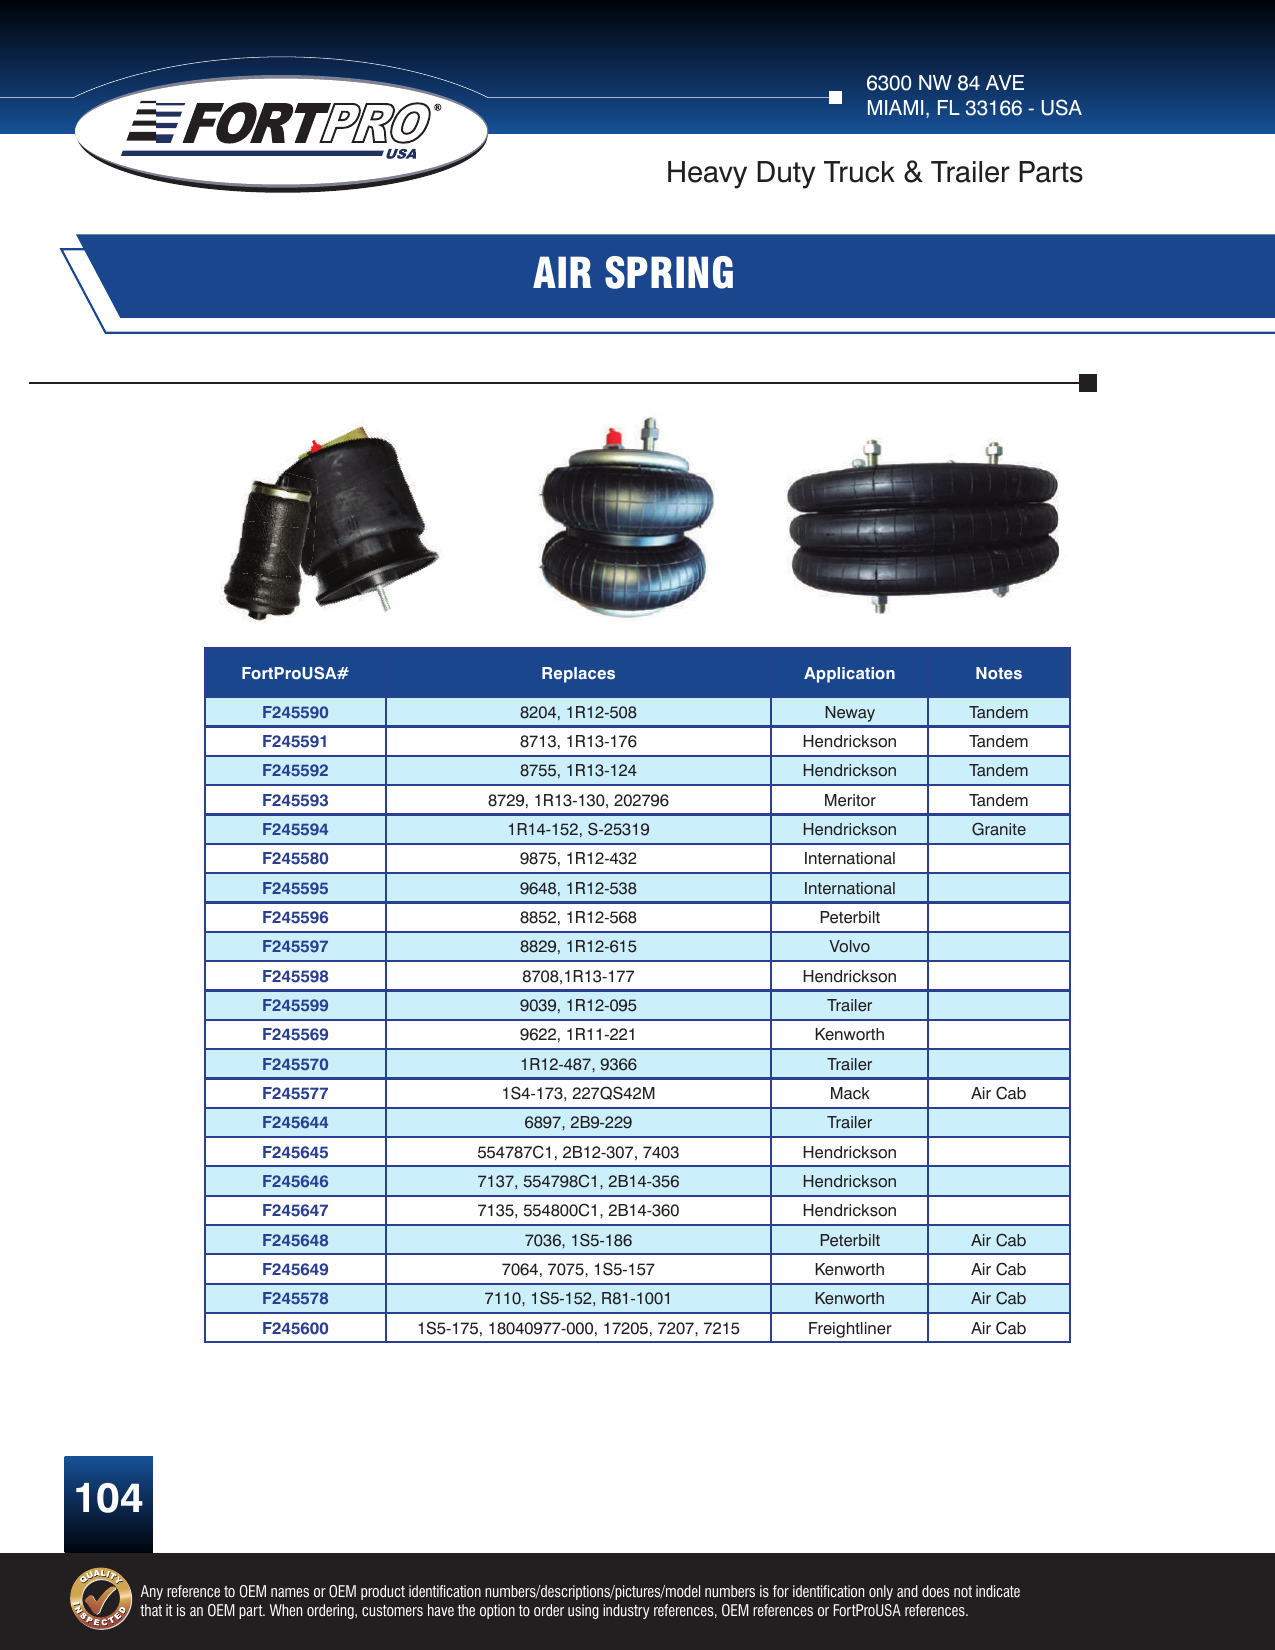 6300 NW 84 AVE
MIAMI, FL 33166 - USA
FORTPRO®
USA
Heavy Duty Truck & Trailer Parts
AIR SPRING
FortProUSA# Replaces Application Notes
F245590 8204, 1R12-508 Neway Tandem
F245591 8713, 1R13-176 Hendrickson Tandem
F245592 8755, 1R13-124 Hendrickson Tandem
F245593 8729, 1R13-130, 202796 Meritor Tandem
F245594 1R14-152, S-25319 Hendrickson Granite
F245580 9875, 1R12-432 International
F245595 9648, 1R12-538 International
F245596 8852, 1R12-568 Peterbilt
F245597 8829, 1R12-615 Volvo
F245598 8708,1R13-177 Hendrickson
F245599 9039, 1R12-095 Trailer
F245569 9622, 1R11-221 Kenworth
F245570 1R12-487, 9366 Trailer
F245577 1S4-173, 227QS42M Mack Air Cab
F245644 6897, 2B9-229 Trailer
F245645 554787C1, 2B12-307, 7403 Hendrickson
F245646 7137, 554798C1, 2B14-356 Hendrickson
F245647 7135, 554800C1, 2B14-360 Hendrickson
F245648 7036, 1S5-186 Peterbilt Air Cab
F245649 7064, 7075, 1S5-157 Kenworth Air Cab
F245578 7110, 1S5-152, R81-1001 Kenworth Air Cab
F245600 1S5-175, 18040977-000, 17205, 7207, 7215 Freightliner Air Cab
104
QUALITY
INSPECTED
Any reference to OEM names or OEM product identification numbers/descriptions/pictures/model numbers is for identification only and does not indicate
that it is an OEM part. When ordering, customers have the option to order using industry references, OEM references or FortProUSA references.